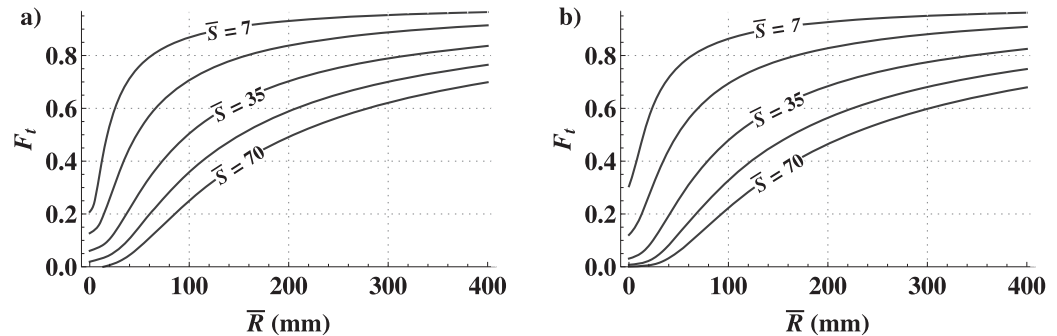 a)
F_t
0.8
0.6
0.4
0.2
0.0
S̅ = 7
S̅ = 35
S̅ = 70
0 100 200 300 400
R̅ (mm)
b)
F_t
0.8
0.6
0.4
0.2
0.0
S̅ = 7
S̅ = 35
S̅ = 70
0 100 200 300 400
R̅ (mm)